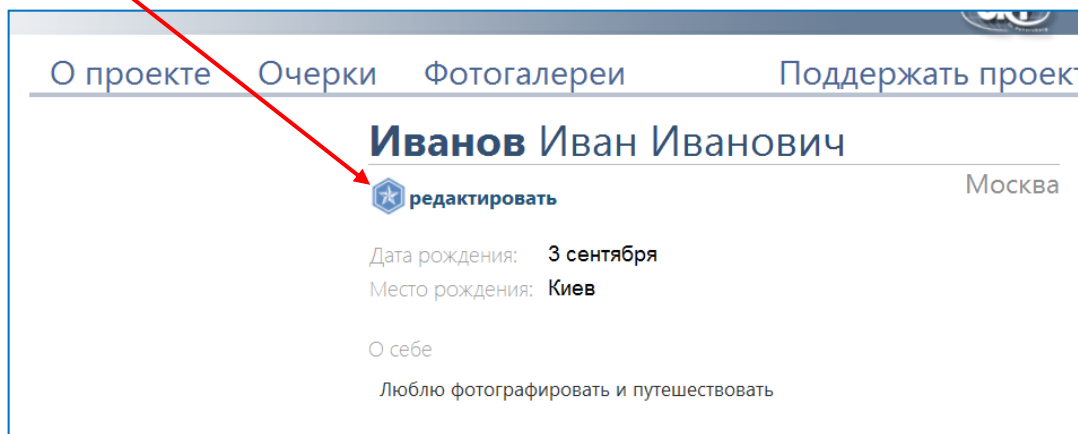 О проекте Очерки Фотогалереи Поддержать проект
Иванов Иван Иванович
Москва
редактировать
Дата рождения: 3 сентября
Место рождения: Киев
О себе
Люблю фотографировать и путешествовать